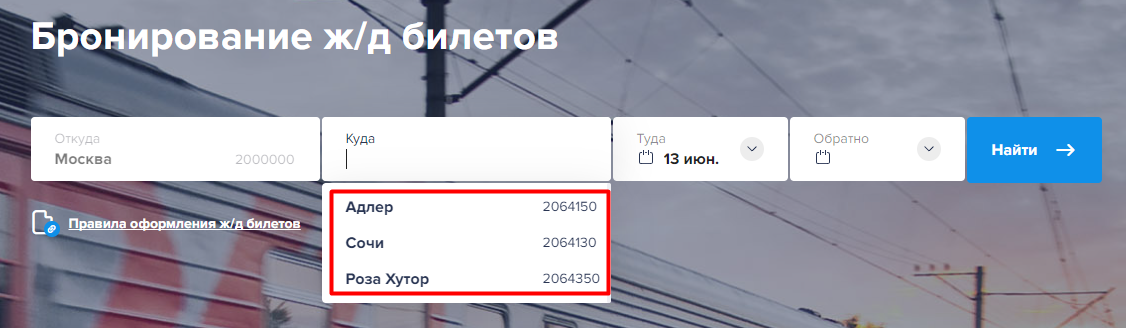 Бронирование ж/д билетов
Откуда
Москва 2000000
Куда
Туда
13 июн.
Обратно
Найти
Правила оформления ж/д билетов
Адлер 2064150
Сочи 2064130
Роза Хутор 2064350